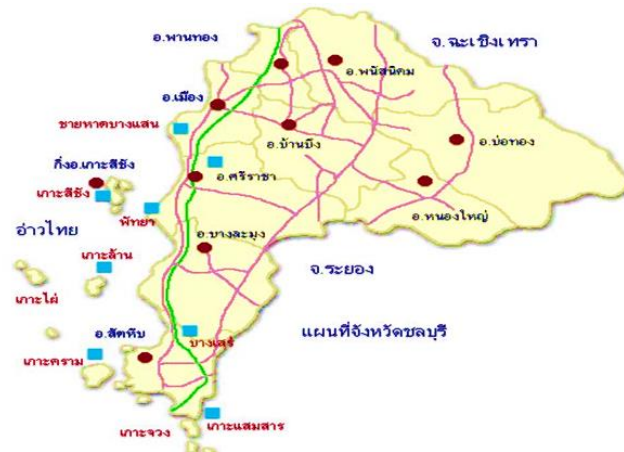 อ.พานทอง
จ.ฉะเชิงเทรา
อ.พนัสนิคม
อ.เมือง
ชายหาดบางแสน
อ.บ้านบึง
อ.บ่อทอง
กิ่งอ.เกาะสีชัง
อ.ศรีราชา
เกาะสีชัง
พัทยา
อ.หนองใหญ่
อ่าวไทย
อ.บางละมุง
เกาะล้าน
จ.ระยอง
เกาะไผ่
อ.สัตหีบ
บางเสร่
แผนที่จังหวัดชลบุรี
เกาะคราม
เกาะจวง
เกาะแสมสาร